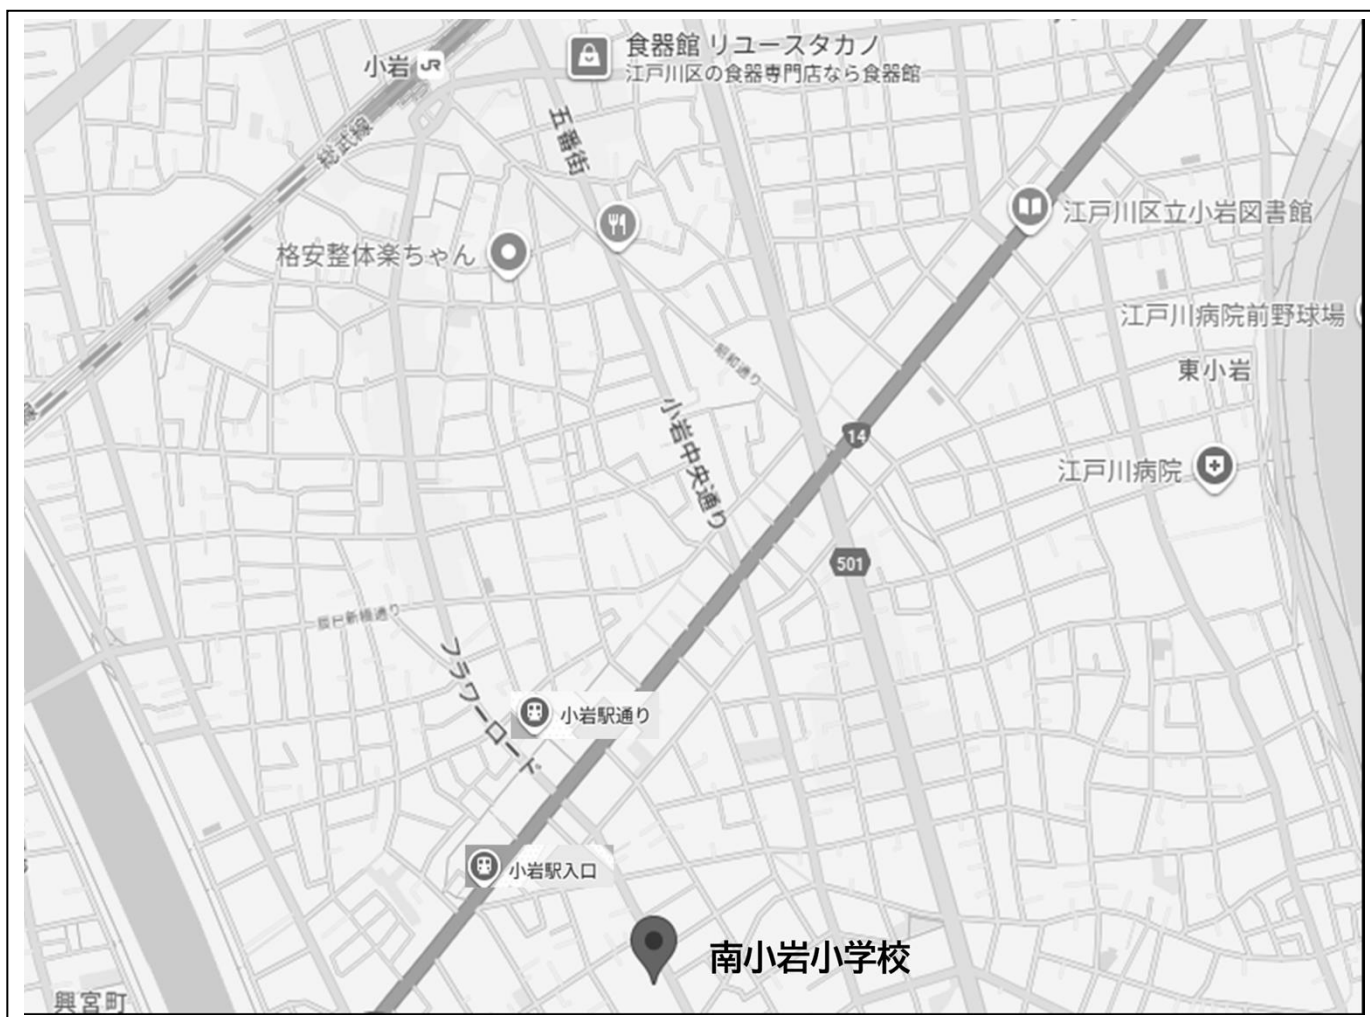 小岩
JR
食器館 リユースタカノ
江戸川区の食器専門店なら食器館
五番街
総武線
江戸川区立小岩図書館
格安整体楽ちゃん
江戸川病院前野球場
昭和通り
東小岩
小岩中央通り
14
江戸川病院
501
辰巳新橋通り
フラワーロード
小岩駅通り
小岩駅入口
南小岩小学校
興宮町